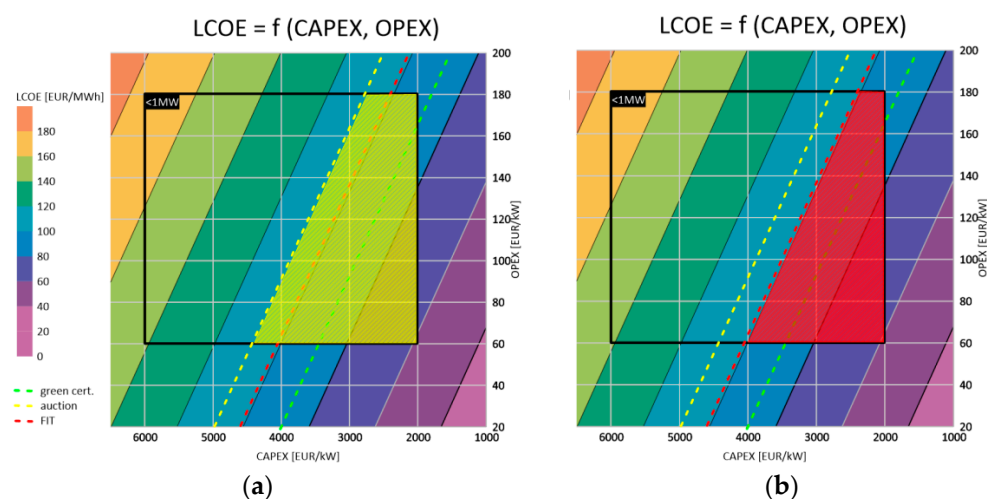 LCOE = f (CAPEX, OPEX)
LCOE [EUR/MWh]
180
160
140
120
100
80
60
40
20
0
green cert.
auction
FIT
<1MW
200
180
160
140
120
100
80
60
40
20
OPEX [EUR/kW]
6000 5000 4000 3000 2000 1000
CAPEX [EUR/kW]
(a)
LCOE = f (CAPEX, OPEX)
<1MW
200
180
160
140
120
100
80
60
40
20
OPEX [EUR/kW]
6000 5000 4000 3000 2000 1000
CAPEX [EUR/kW]
(b)